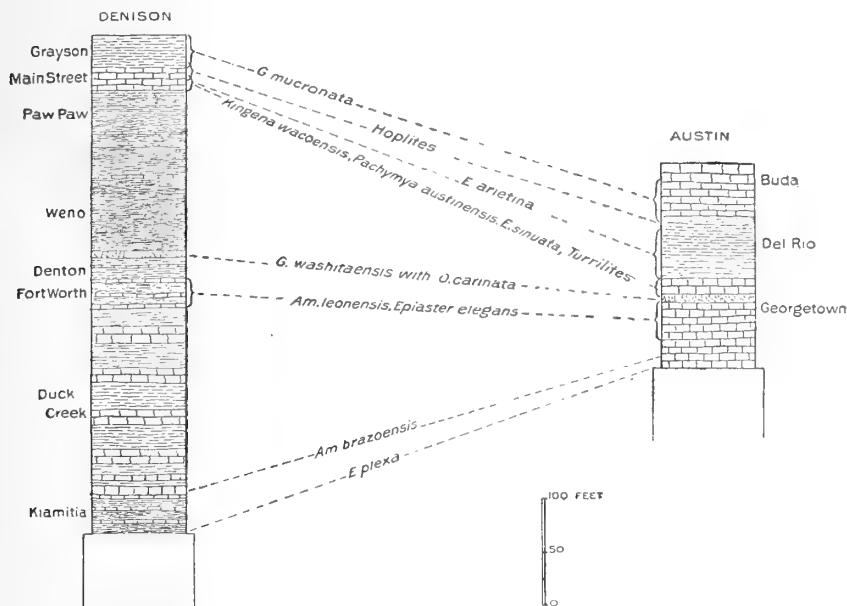 DENISON
Grayson
Main Street
Paw Paw
Weno
Denton
Fort Worth
Duck
Creek
Kiamitia
G mucronata
Hoplites
E arietina
Kingena wacoensis, Pachymya austinensis, E. sinuata, Turrilites
G. washitaensis with O. carinata
Am. leonensis, Epiaster elegans
Am brazoensis
E plexa
AUSTIN
Buda
Del Rio
Georgetown
100 FEET
50
0